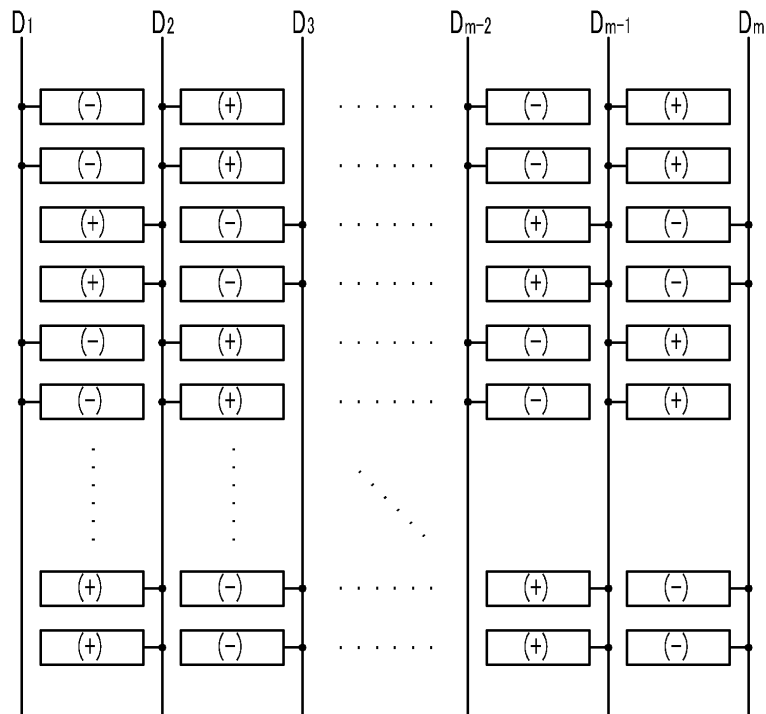 D1 D2 D3 Dm-2 Dm-1 Dm
(-) (+) ...... (-) (+)
(-) (+) ...... (-) (+)
(+) (-) ...... (+) (-)
(+) (-) ...... (+) (-)
(-) (+) ...... (-) (+)
(-) (+) ...... (-) (+)
(+) (-) ...... (+) (-)
(+) (-) ...... (+) (-)